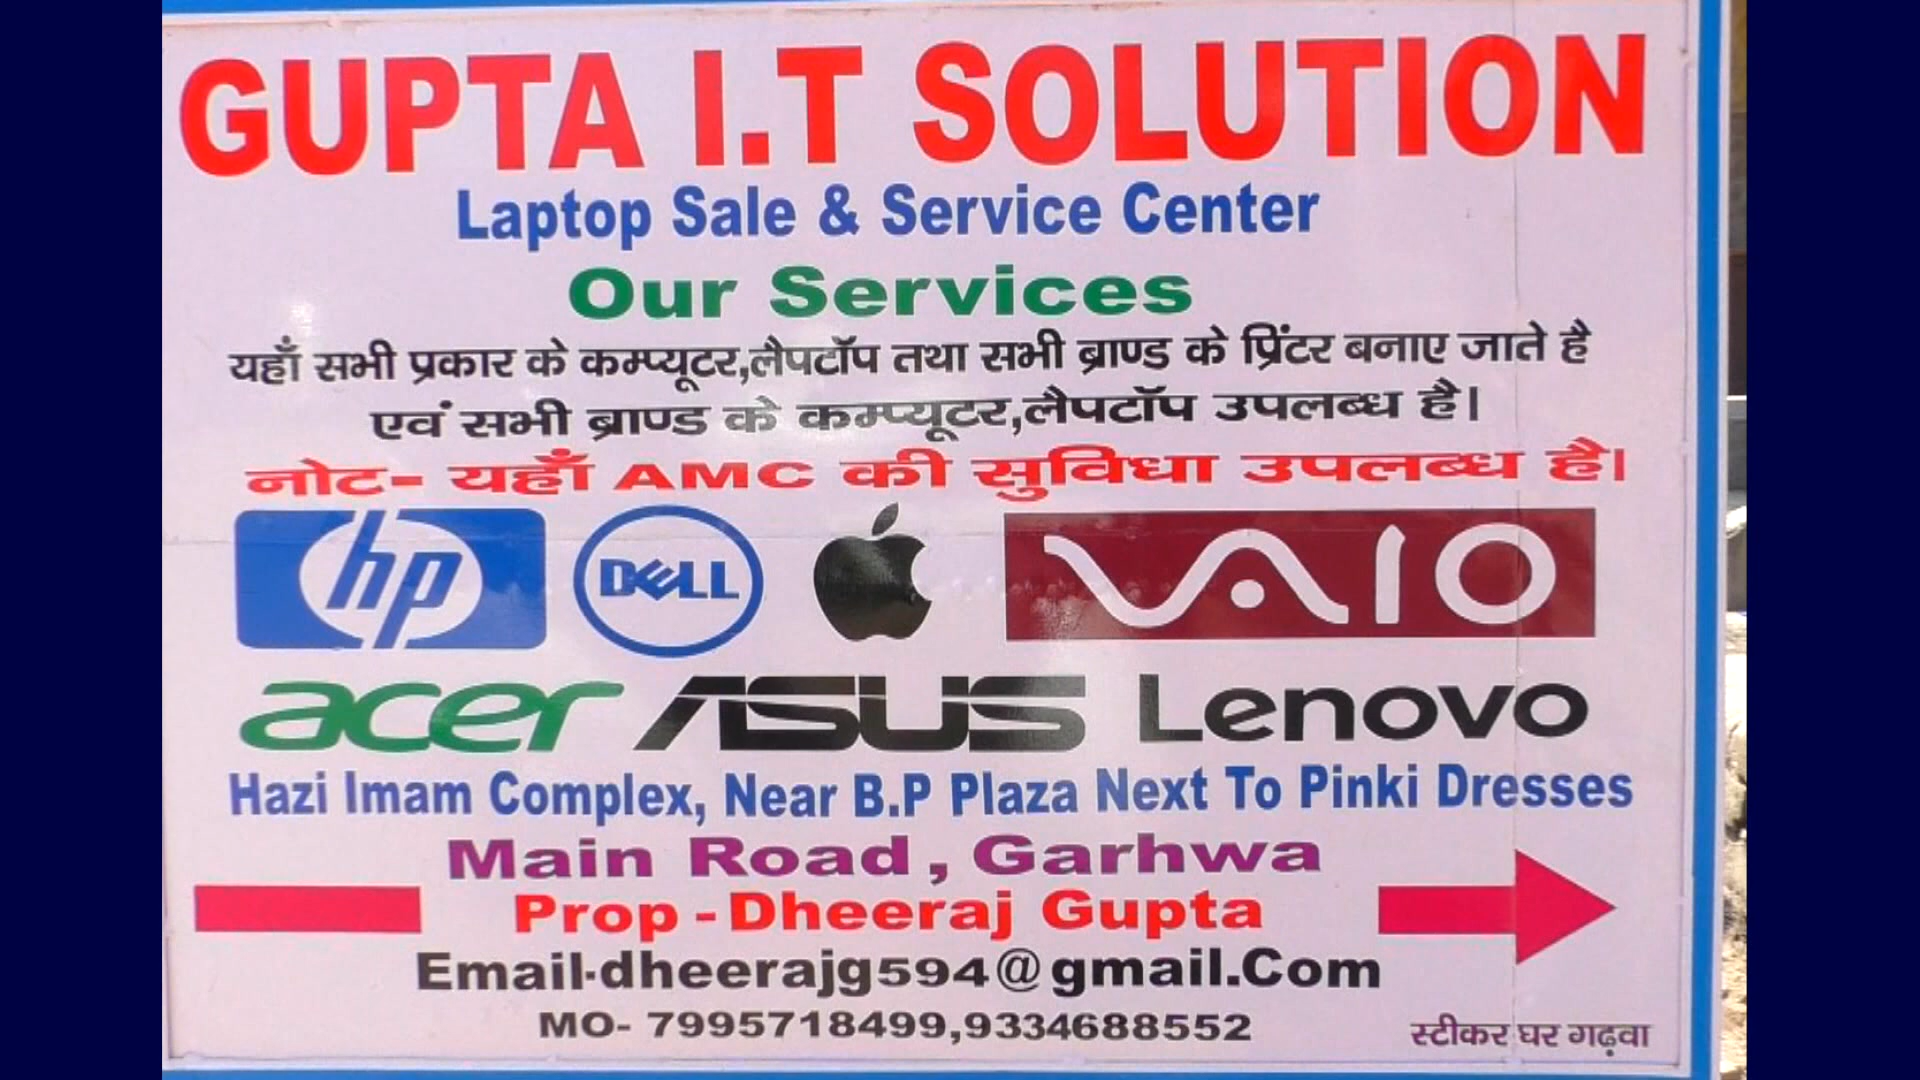 GUPTA I.T SOLUTION
Laptop Sale & Service Center
Our Services
यहाँ सभी प्रकार के कम्प्यूटर,लैपटॉप तथा सभी ब्राण्ड के प्रिंटर बनाए जाते है
एवं सभी ब्राण्ड के कम्प्यूटर,लैपटॉप उपलब्ध है।
नोट- यहाँ AMC की सुविधा उपलब्ध है।
hp DELL VAIO
acer ASUS Lenovo
Hazi Imam Complex, Near B.P Plaza Next To Pinki Dresses
Main Road, Garhwa
Prop - Dheeraj Gupta
Email-dheerajg594@gmail.Com
MO- 7995718499,9334688552
स्टीकर घर गढ़वा